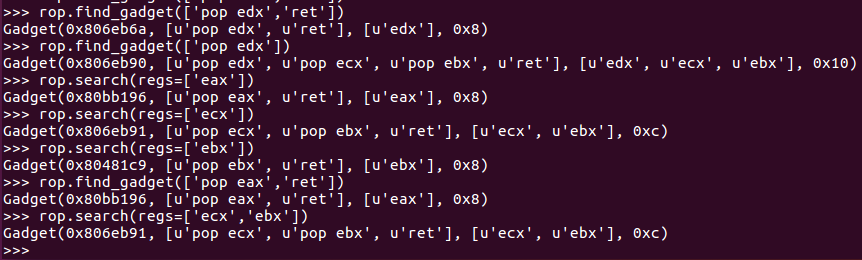 >>> rop.find_gadget(['pop edx','ret'])
Gadget(0x806eb6a, [u'pop edx', u'ret'], [u'edx'], 0x8)
>>> rop.find_gadget(['pop edx'])
Gadget(0x806eb90, [u'pop edx', u'pop ecx', u'pop ebx', u'ret'], [u'edx', u'ecx', u'ebx'], 0x10)
>>> rop.search(regs=['eax'])
Gadget(0x80bb196, [u'pop eax', u'ret'], [u'eax'], 0x8)
>>> rop.search(regs=['ecx'])
Gadget(0x806eb91, [u'pop ecx', u'pop ebx', u'ret'], [u'ecx', u'ebx'], 0xc)
>>> rop.search(regs=['ebx'])
Gadget(0x80481c9, [u'pop ebx', u'ret'], [u'ebx'], 0x8)
>>> rop.find_gadget(['pop eax','ret'])
Gadget(0x80bb196, [u'pop eax', u'ret'], [u'eax'], 0x8)
>>> rop.search(regs=['ecx','ebx'])
Gadget(0x806eb91, [u'pop ecx', u'pop ebx', u'ret'], [u'ecx', u'ebx'], 0xc)
>>>